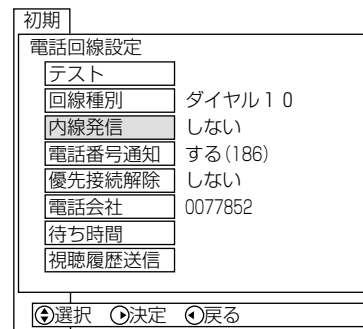 初期
電話回線設定
テスト
回線種別 ダイヤル１０
内線発信 しない
電話番号通知 する(186)
優先接続解除 しない
電話会社 0077852
待ち時間
視聴履歴送信
選択 決定 戻る